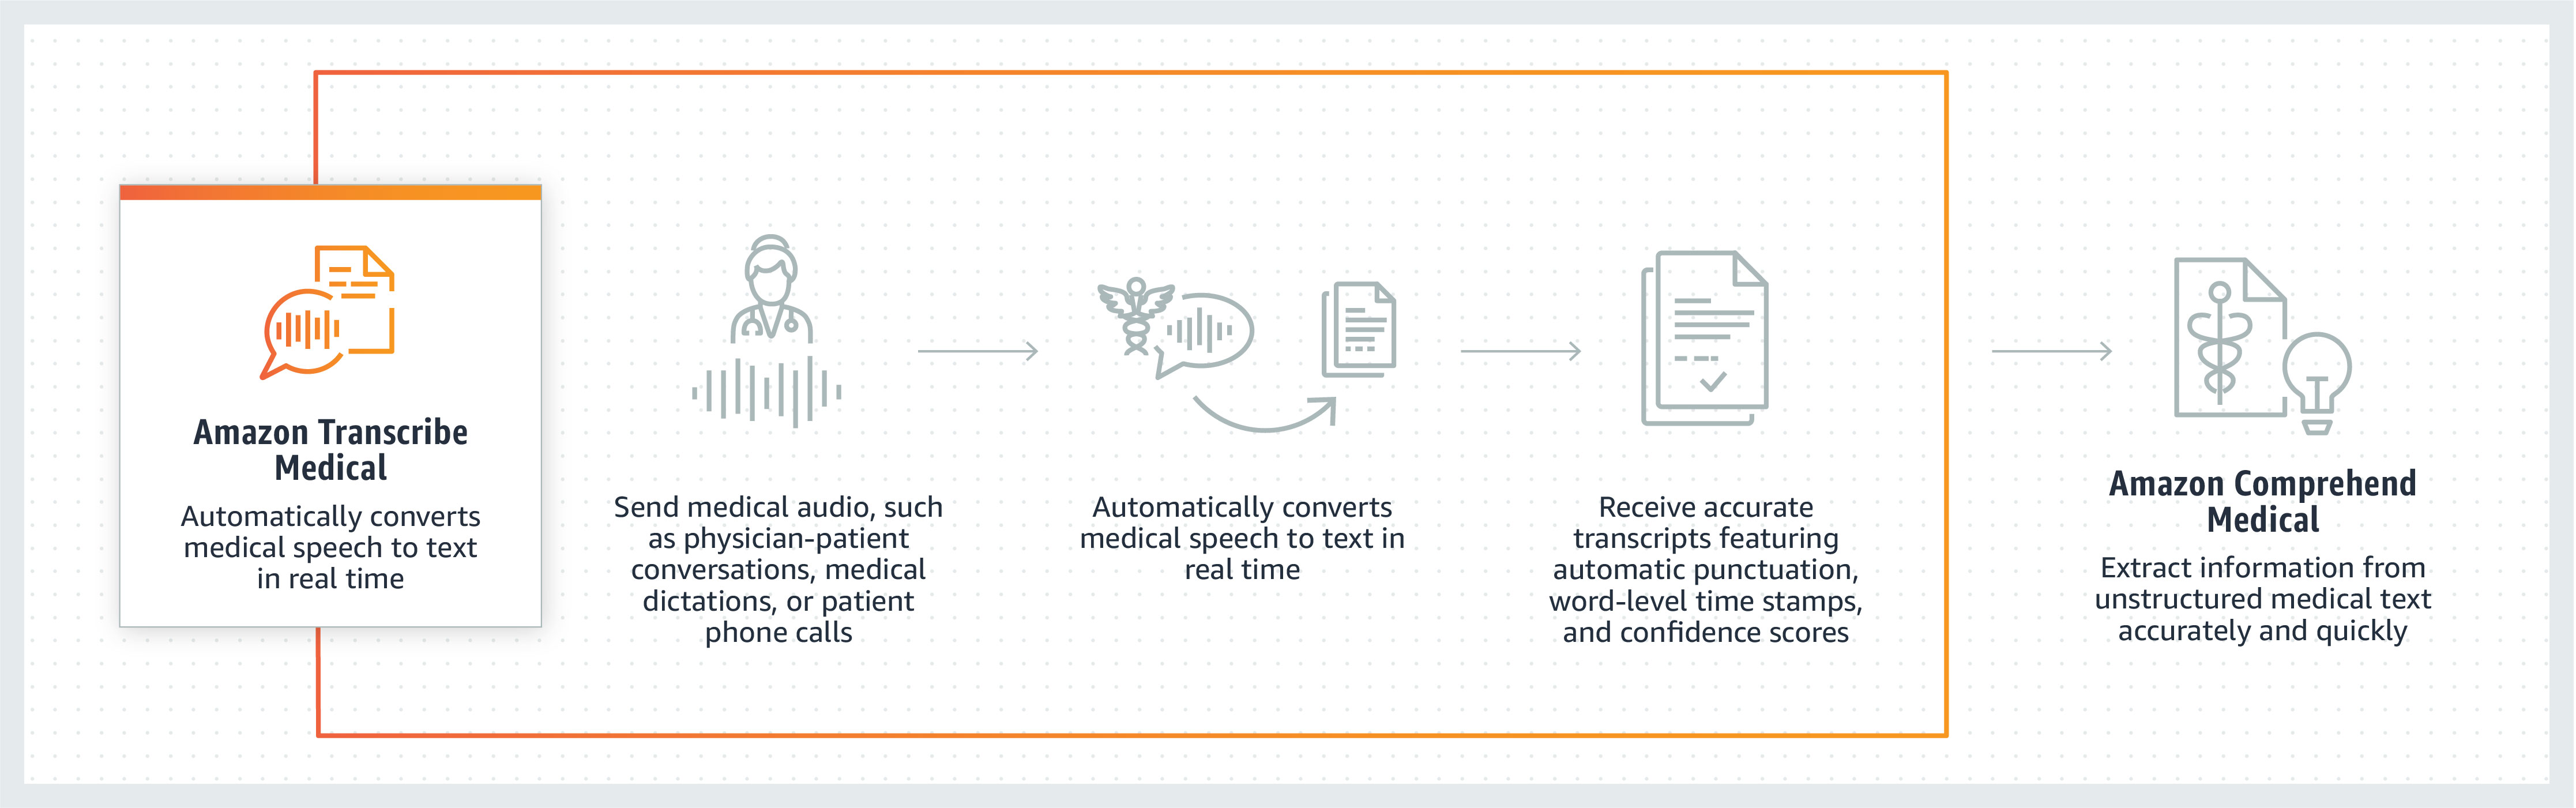 Amazon Transcribe
Medical
Automatically converts
medical speech to text
in real time
Send medical audio, such
as physician-patient
conversations, medical
dictations, or patient
phone calls
Automatically converts
medical speech to text in
real time
Receive accurate
transcripts featuring
automatic punctuation,
word-level time stamps,
and confidence scores
Amazon Comprehend
Medical
Extract information from
unstructured medical text
accurately and quickly